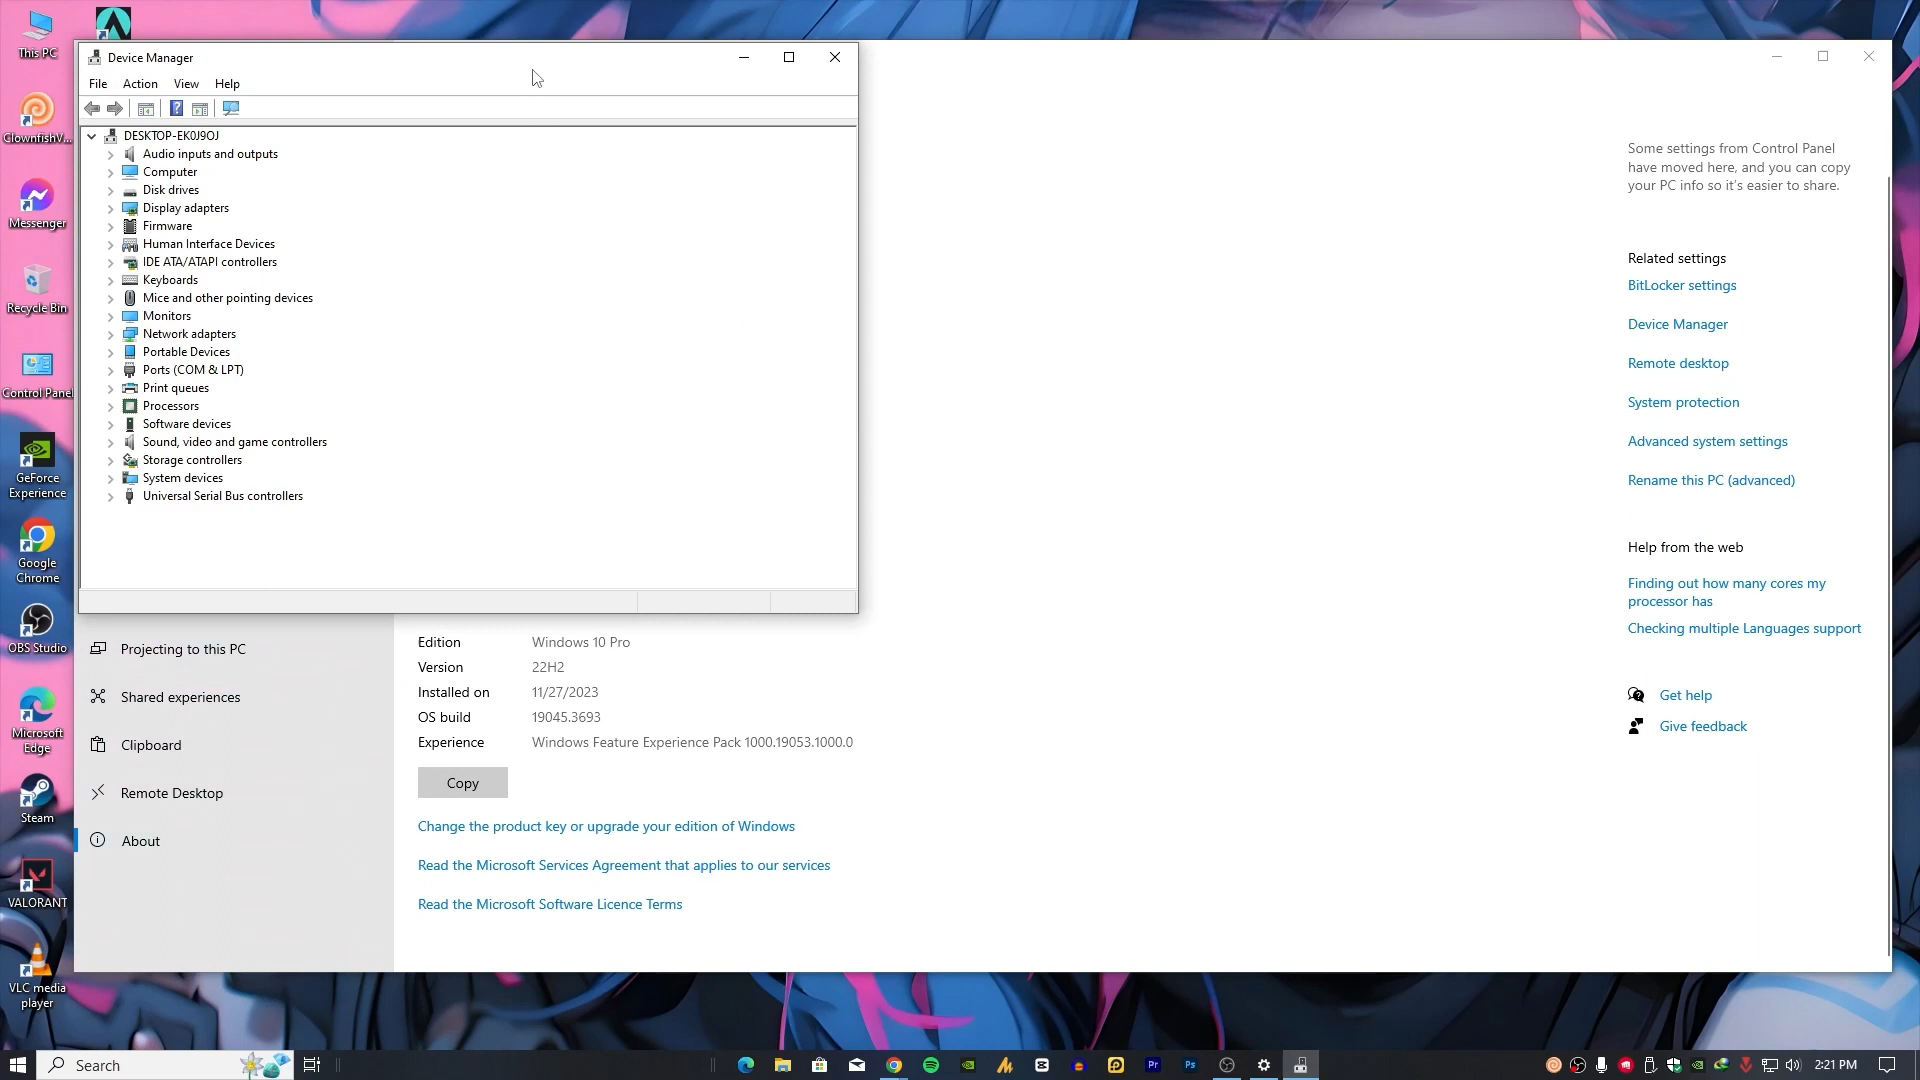 This PC
ClownfishV...
Messenger
Recycle Bin
Control Panel
GeForce
Experience
Google
Chrome
OBS Studio
Microsoft
Edge
Steam
VALORANT
VLC media
player
Device Manager
File Action View Help
DESKTOP-EK0J9OJ
Audio inputs and outputs
Computer
Disk drives
Display adapters
Firmware
Human Interface Devices
IDE ATA/ATAPI controllers
Keyboards
Mice and other pointing devices
Monitors
Network adapters
Portable Devices
Ports (COM & LPT)
Print queues
Processors
Software devices
Sound, video and game controllers
Storage controllers
System devices
Universal Serial Bus controllers
Projecting to this PC
Shared experiences
Clipboard
Remote Desktop
About
Edition Windows 10 Pro
Version 22H2
Installed on 11/27/2023
OS build 19045.3693
Experience Windows Feature Experience Pack 1000.19053.1000.0
Copy
Change the product key or upgrade your edition of Windows
Read the Microsoft Services Agreement that applies to our services
Read the Microsoft Software Licence Terms
Some settings from Control Panel
have moved here, and you can copy
your PC info so it's easier to share.
Related settings
BitLocker settings
Device Manager
Remote desktop
System protection
Advanced system settings
Rename this PC (advanced)
Help from the web
Finding out how many cores my
processor has
Checking multiple Languages support
Get help
Give feedback
Search
Pr
Ps
2:21 PM